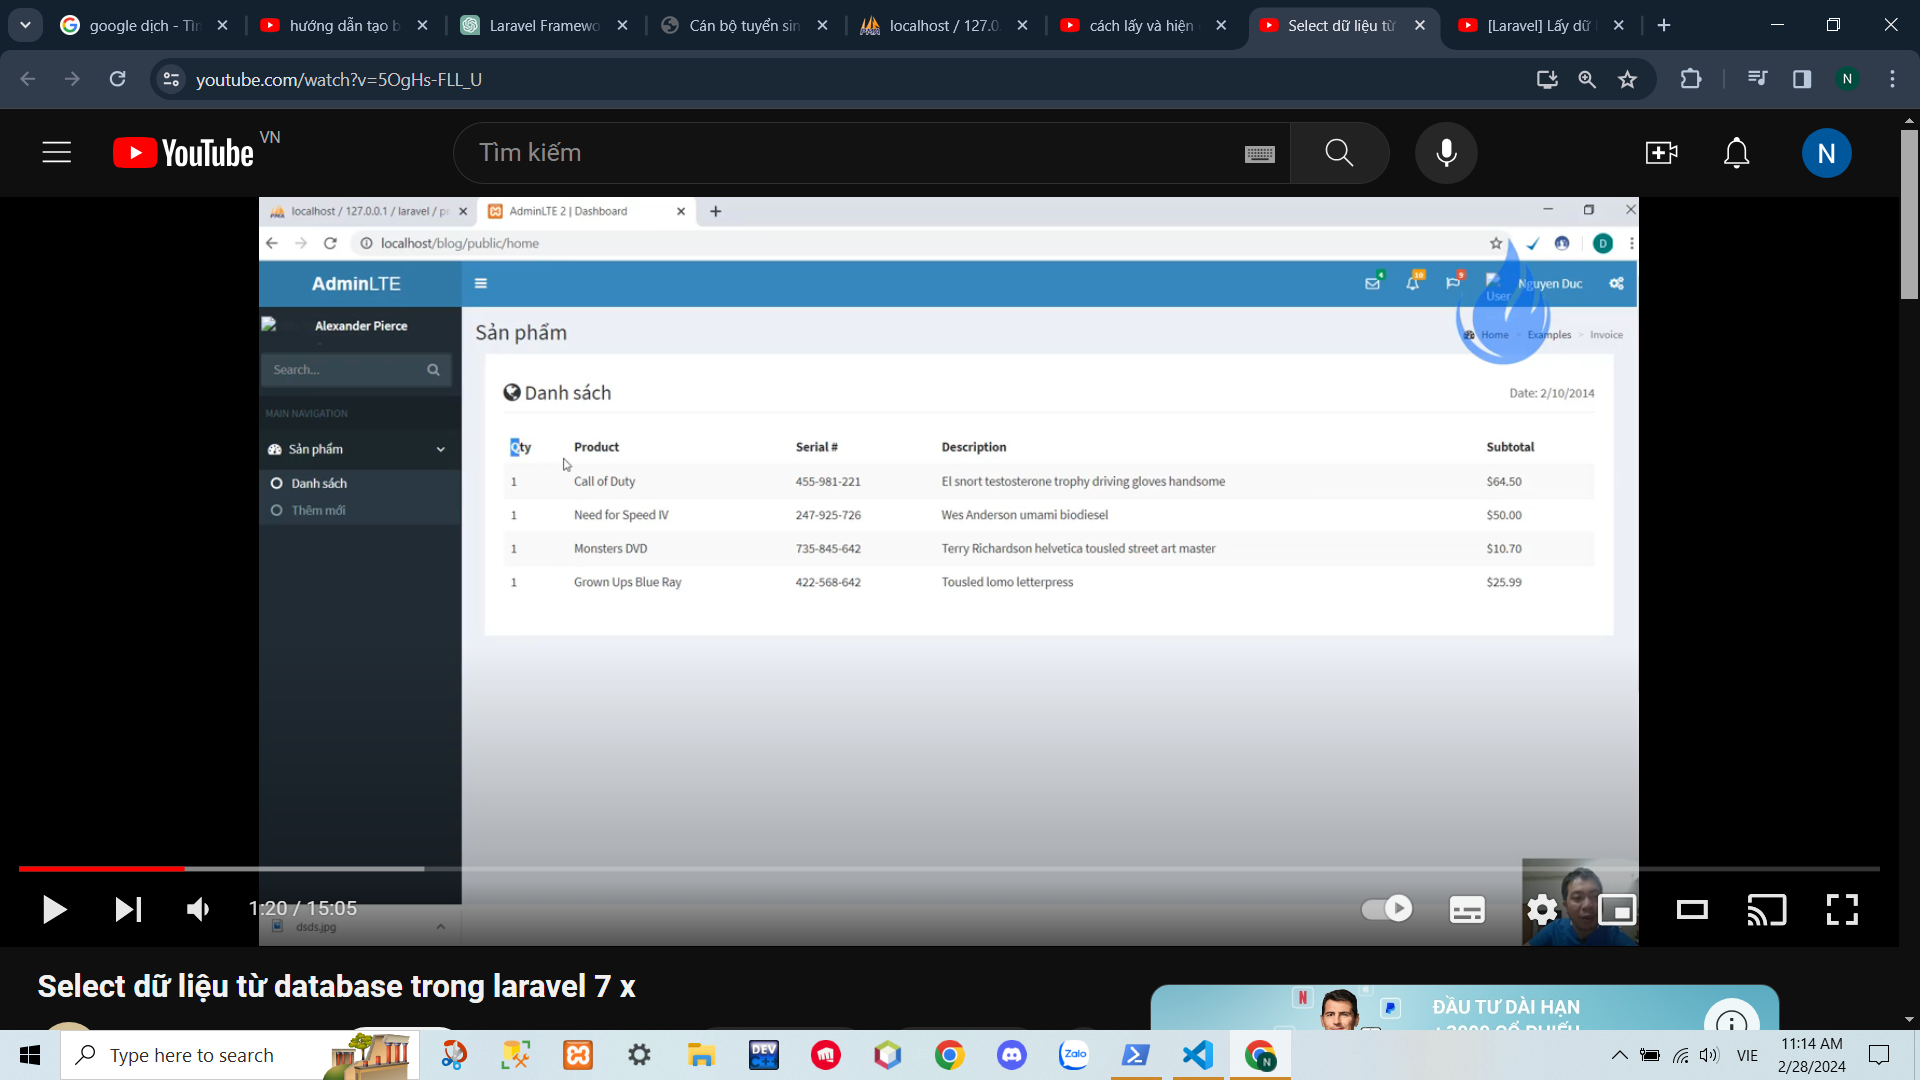 google dịch - Tìn
hướng dẫn tạo b
Laravel Framewo
Cán bộ tuyển sin
localhost / 127.0.
cách lấy và hiện
Select dữ liệu từ
[Laravel] Lấy dữ
youtube.com/watch?v=5OgHs-FLL_U
N
YouTube VN
Tìm kiếm
N
localhost / 127.0.0.1 / laravel / pr
AdminLTE 2 | Dashboard
localhost/blog/public/home
D
AdminLTE
4
10
9
User
Nguyen Duc
Alexander Pierce
Sản phẩm
Home > Examples > Invoice
Search...
Danh sách
Date: 2/10/2014
MAIN NAVIGATION
Sản phẩm
Danh sách
Thêm mới
Qty Product Serial # Description Subtotal
1 Call of Duty 455-981-221 El snort testosterone trophy driving gloves handsome $64.50
1 Need for Speed IV 247-925-726 Wes Anderson umami biodiesel $50.00
1 Monsters DVD 735-845-642 Terry Richardson helvetica tousled street art master $10.70
1 Grown Ups Blue Ray 422-568-642 Tousled lomo letterpress $25.99
1:20 / 15:05
dsds.jpg
Select dữ liệu từ database trong laravel 7 x
N
ĐẦU TƯ DÀI HẠN
Type here to search
DEV
Zalo
N
VIE
11:14 AM
2/28/2024